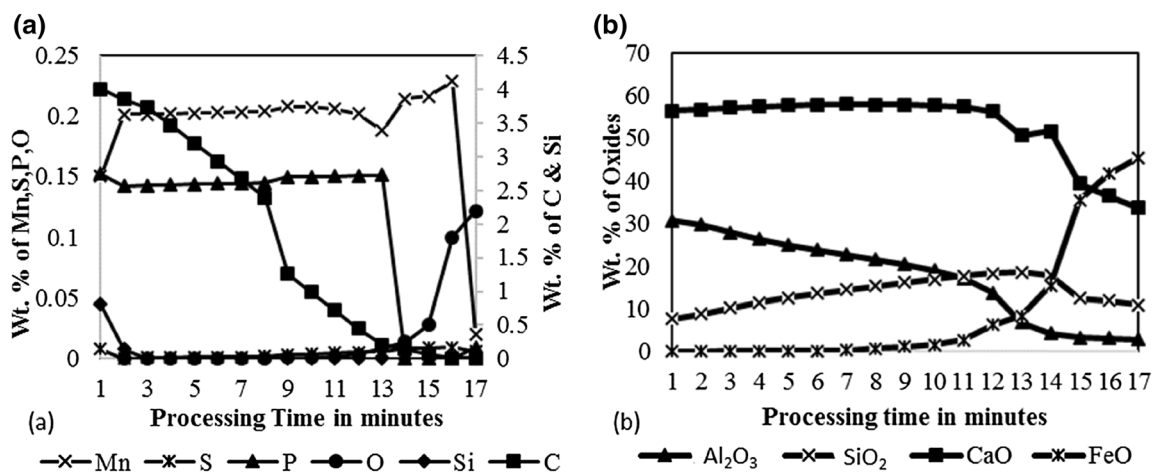 (a)
0.25
0.2
0.15
0.1
0.05
0
Wt. % of Mn,S,P,O
4.5
4
3.5
3
2.5
2
1.5
1
0.5
0
Wt. % of C & Si
1 3 5 7 9 11 13 15 17
(a)
Processing Time in minutes
Mn S P O Si C
(b)
70
60
50
40
30
20
10
0
Wt. % of Oxides
1 2 3 4 5 6 7 8 9 10 11 12 13 14 15 16 17
(b)
Processing time in minutes
Al₂O₃ SiO₂ CaO FeO